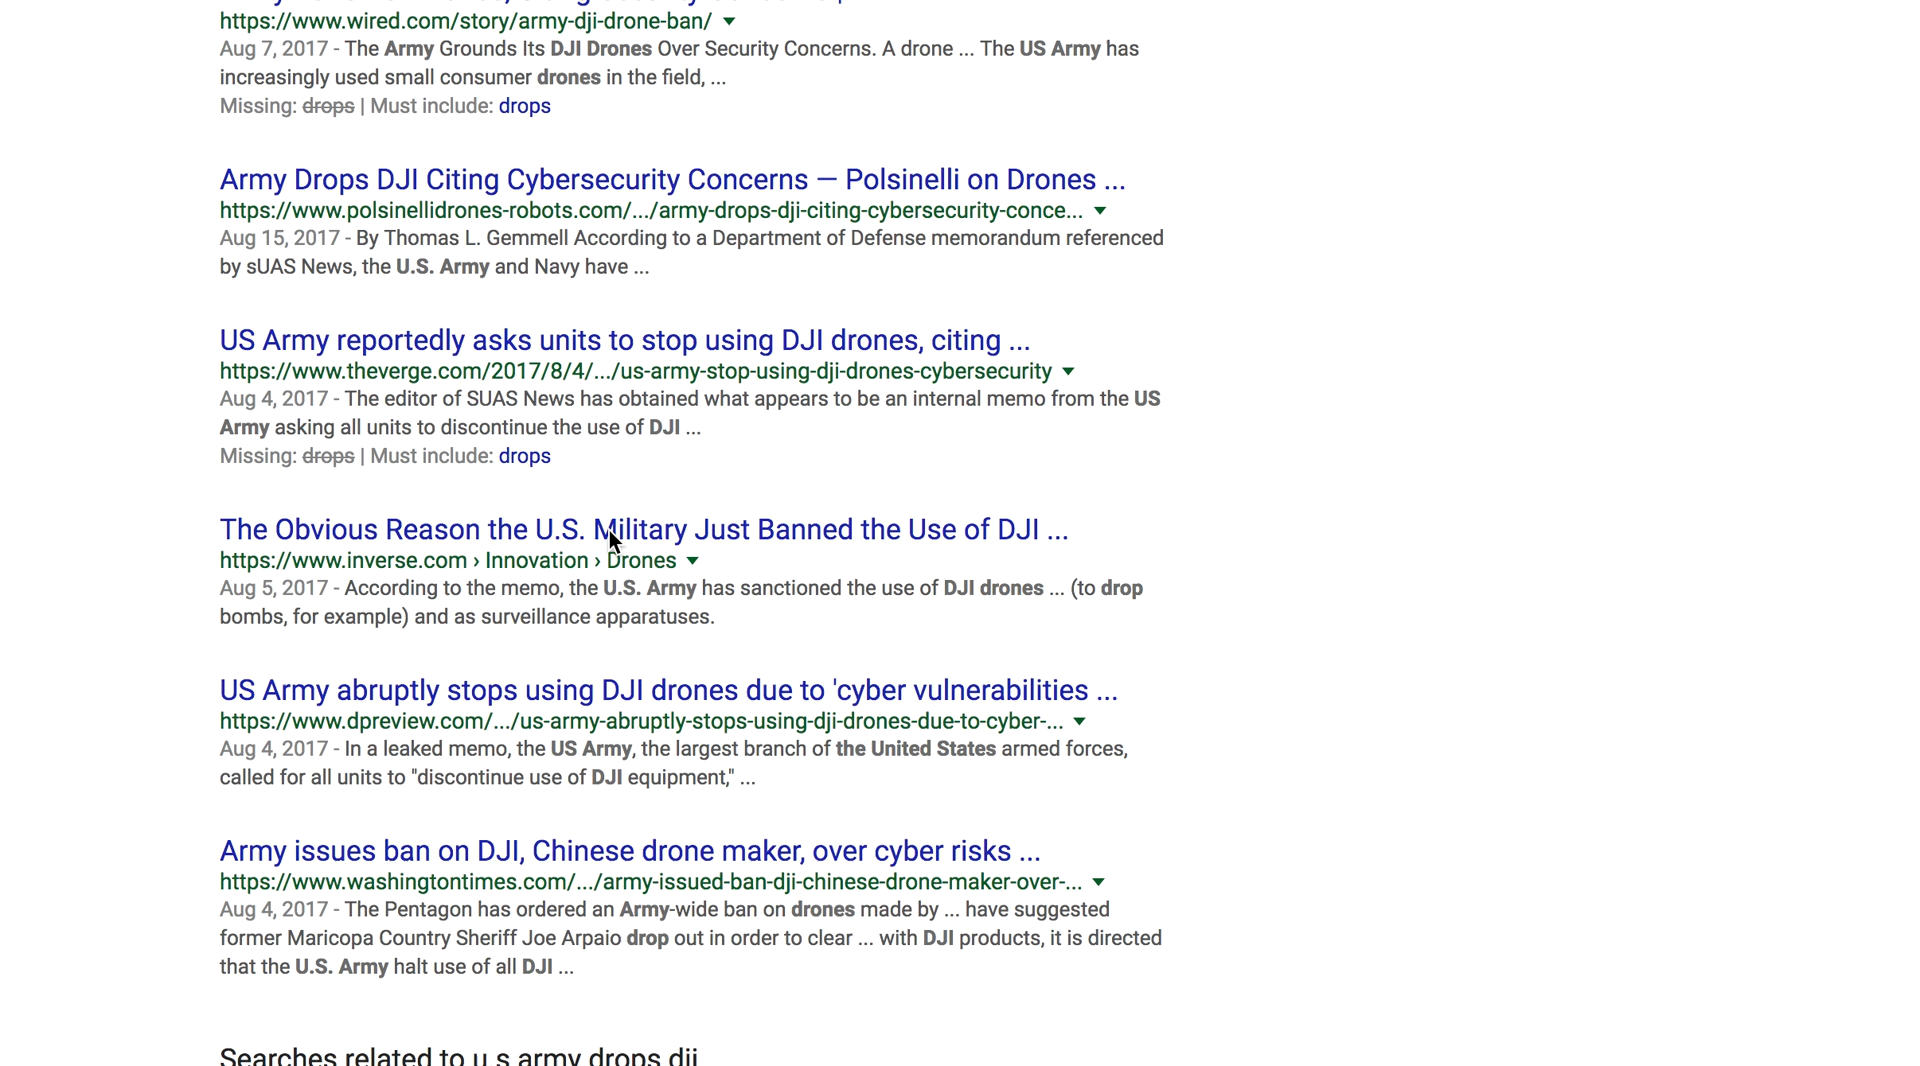 https://www.wired.com/story/army-dji-drone-ban/
Aug 7, 2017 - The Army Grounds Its DJI Drones Over Security Concerns. A drone ... The US Army has
increasingly used small consumer drones in the field, ...
Missing: drops | Must include: drops
Army Drops DJI Citing Cybersecurity Concerns — Polsinelli on Drones ...
https://www.polsinellidrones-robots.com/.../army-drops-dji-citing-cybersecurity-conce...
Aug 15, 2017 - By Thomas L. Gemmell According to a Department of Defense memorandum referenced
by sUAS News, the U.S. Army and Navy have ...
US Army reportedly asks units to stop using DJI drones, citing ...
https://www.theverge.com/2017/8/4/.../us-army-stop-using-dji-drones-cybersecurity
Aug 4, 2017 - The editor of SUAS News has obtained what appears to be an internal memo from the US
Army asking all units to discontinue the use of DJI ...
Missing: drops | Must include: drops
The Obvious Reason the U.S. Military Just Banned the Use of DJI ...
https://www.inverse.com › Innovation › Drones
Aug 5, 2017 - According to the memo, the U.S. Army has sanctioned the use of DJI drones ... (to drop
bombs, for example) and as surveillance apparatuses.
US Army abruptly stops using DJI drones due to 'cyber vulnerabilities ...
https://www.dpreview.com/.../us-army-abruptly-stops-using-dji-drones-due-to-cyber-...
Aug 4, 2017 - In a leaked memo, the US Army, the largest branch of the United States armed forces,
called for all units to "discontinue use of DJI equipment," ...
Army issues ban on DJI, Chinese drone maker, over cyber risks ...
https://www.washingtontimes.com/.../army-issued-ban-dji-chinese-drone-maker-over-...
Aug 4, 2017 - The Pentagon has ordered an Army-wide ban on drones made by ... have suggested
former Maricopa Country Sheriff Joe Arpaio drop out in order to clear ... with DJI products, it is directed
that the U.S. Army halt use of all DJI ...
Searches related to u s army drops dji